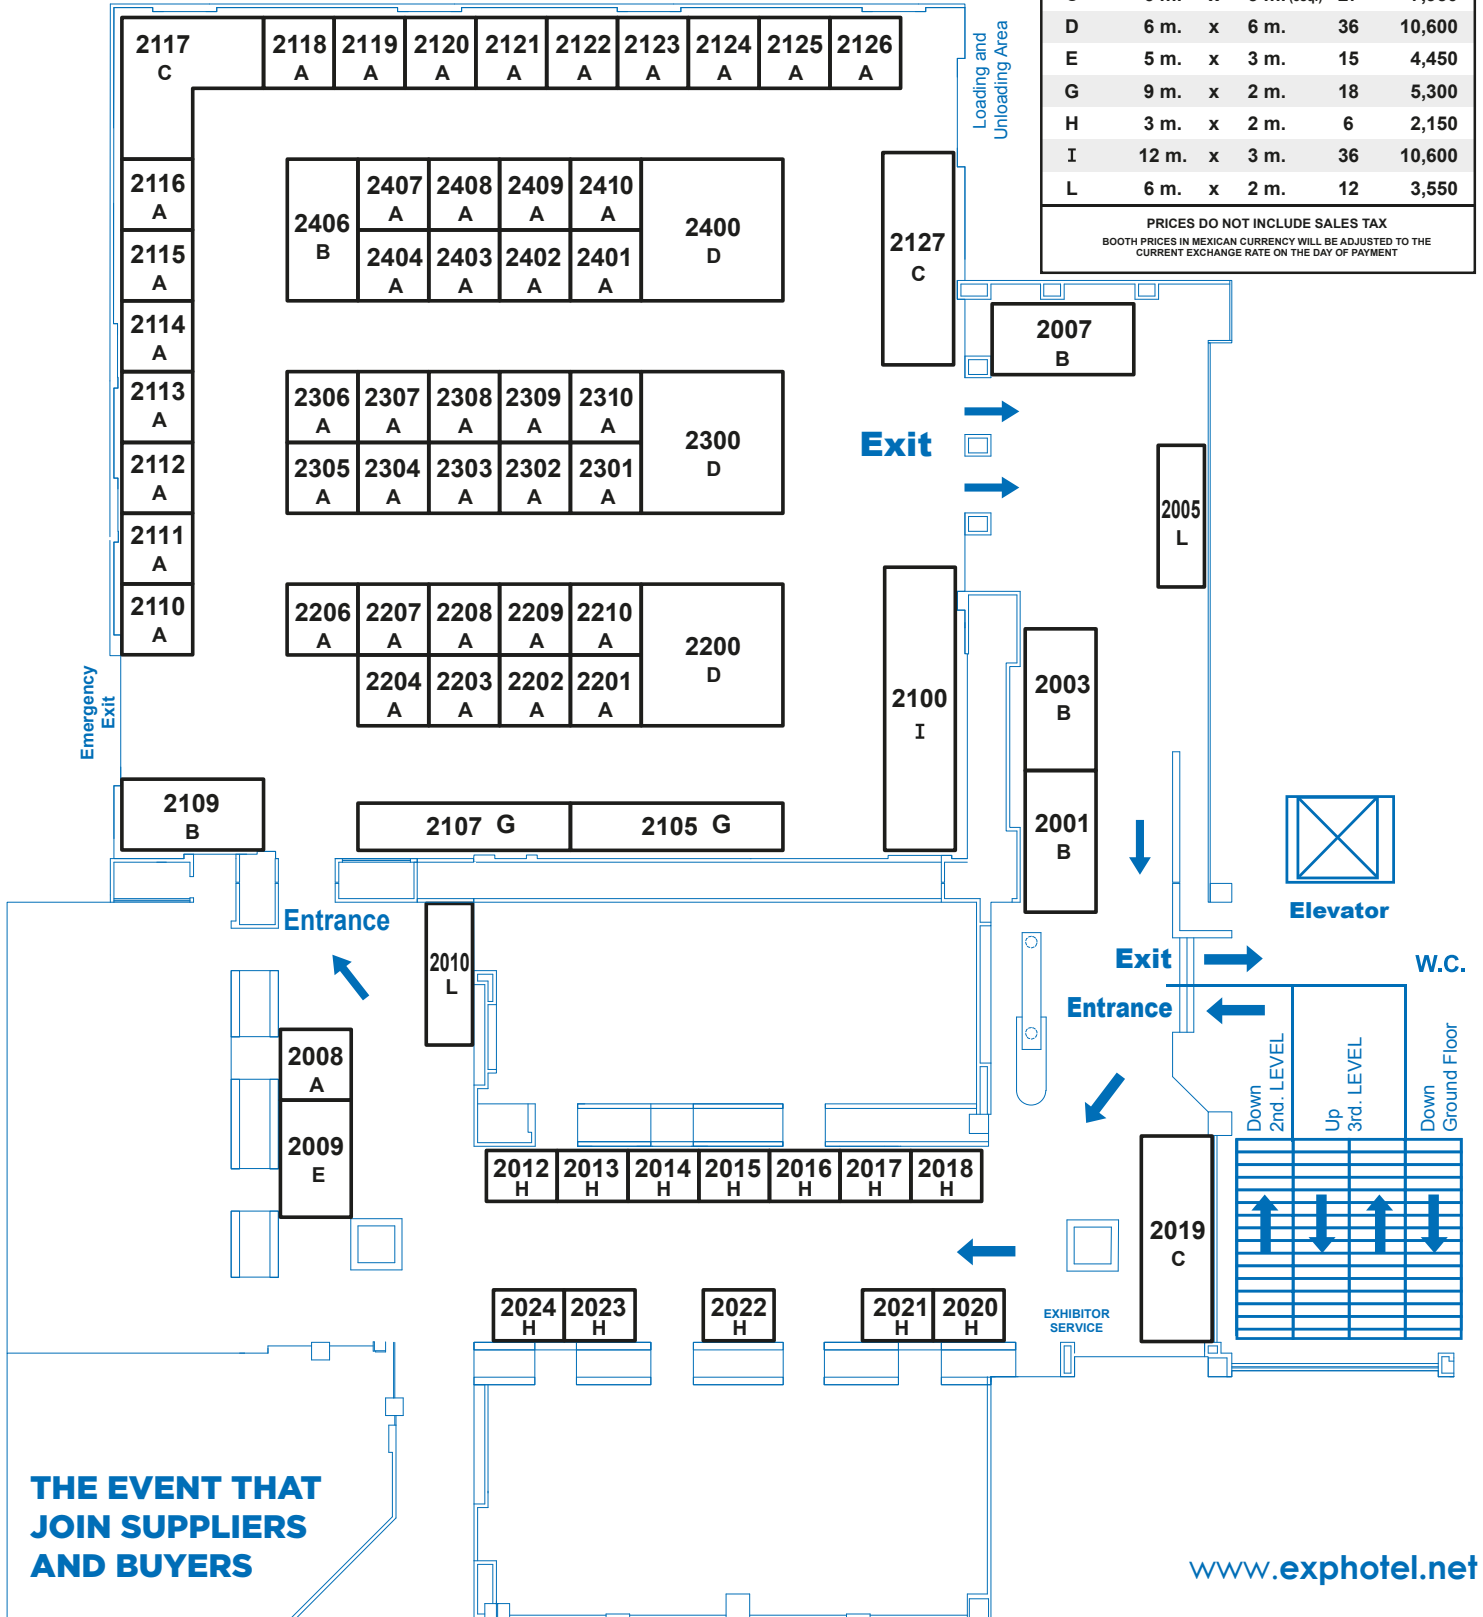 D 6 m. x 6 m. 36 10,600
E 5 m. x 3 m. 15 4,450
G 9 m. x 2 m. 18 5,300
H 3 m. x 2 m. 6 2,150
I 12 m. x 3 m. 36 10,600
L 6 m. x 2 m. 12 3,550
PRICES DO NOT INCLUDE SALES TAX
BOOTH PRICES IN MEXICAN CURRENCY WILL BE ADJUSTED TO THE
CURRENT EXCHANGE RATE ON THE DAY OF PAYMENT
2117 2118 2119 2120 2121 2122 2123 2124 2125 2126
C A A A A A A A A A
Loading and
Unloading Area
2116
A
2115
A
2114
A
2113
A
2112
A
2111
A
2110
A
2406
B
2407 2408 2409 2410
A A A A
2404 2403 2402 2401
A A A A
2400
D
2127
C
2007
B
2306 2307 2308 2309 2310
A A A A A
2305 2304 2303 2302 2301
A A A A A
2300
D
Exit
2005
L
2206 2207 2208 2209 2210
A A A A A
2204 2203 2202 2201
A A A A
2200
D
2100
I
2003
B
2001
B
Emergency
Exit
2109
B
2107 G
2105 G
Elevator
Entrance
2010
L
Exit
W.C.
Entrance
Down
2nd. LEVEL
Up
3rd. LEVEL
Down
Ground Floor
2008
A
2009
E
2012 2013 2014 2015 2016 2017 2018
H H H H H H H
2019
C
2024 2023 2022 2021 2020
H H H H H
EXHIBITOR
SERVICE
THE EVENT THAT
JOIN SUPPLIERS
AND BUYERS
www.exphotel.net